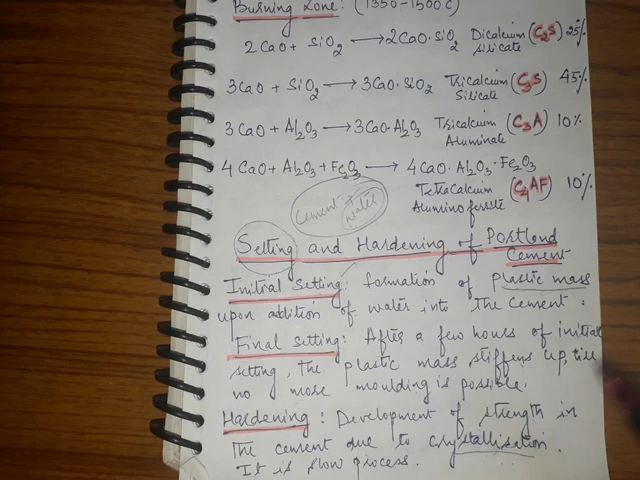 Burning Zone: (1350-1500°C)
2CaO + SiO₂ ⟶ 2CaO·SiO₂ Dicalcium (C₂S) 25%
silicate
3CaO + SiO₂ ⟶ 3CaO·SiO₂ Tricalcium (C₃S) 45%
Silicate
3CaO + Al₂O₃ ⟶ 3CaO·Al₂O₃ Tricalcium (C₃A) 10%
Aluminate
4CaO + Al₂O₃ + Fe₂O₃ ⟶ 4CaO·Al₂O₃·Fe₂O₃
Tetracalcium (C₄AF) 10%
Aluminoferrite
Cement + water
Setting and Hardening of Portland
Cement
Initial Setting: formation of plastic mass
upon addition of water into the cement.
Final Setting: After a few hours of initial
setting, the plastic mass stiffens up, till
no more moulding is possible.
Hardening: Development of strength in
the cement due to crystallisation.
It is slow process.